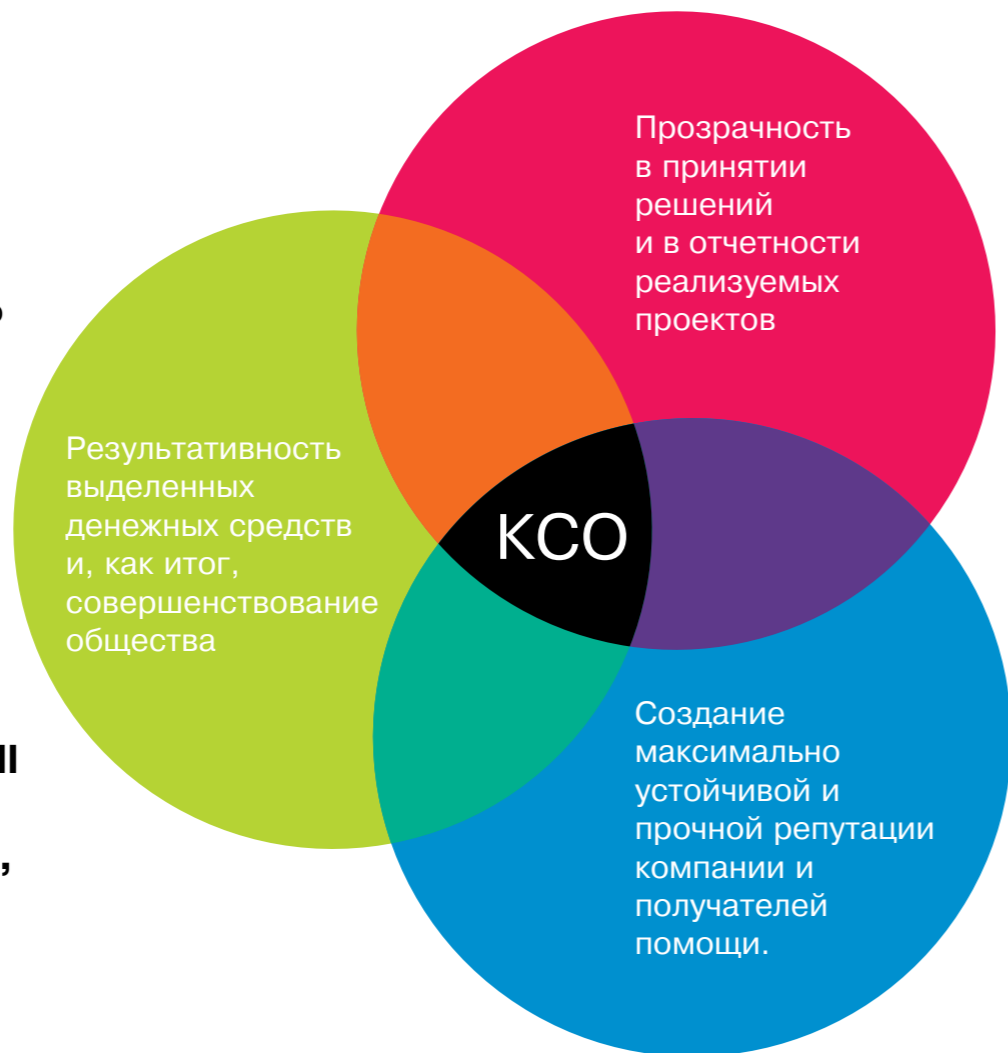 Прозрачность
в принятии
решений
и в отчетности
реализуемых
проектов
Результативность
выделенных
денежных средств
и, как итог,
совершенствование
общества
КСО
Создание
максимально
устойчивой и
прочной репутации
компании и
получателей
помощи.